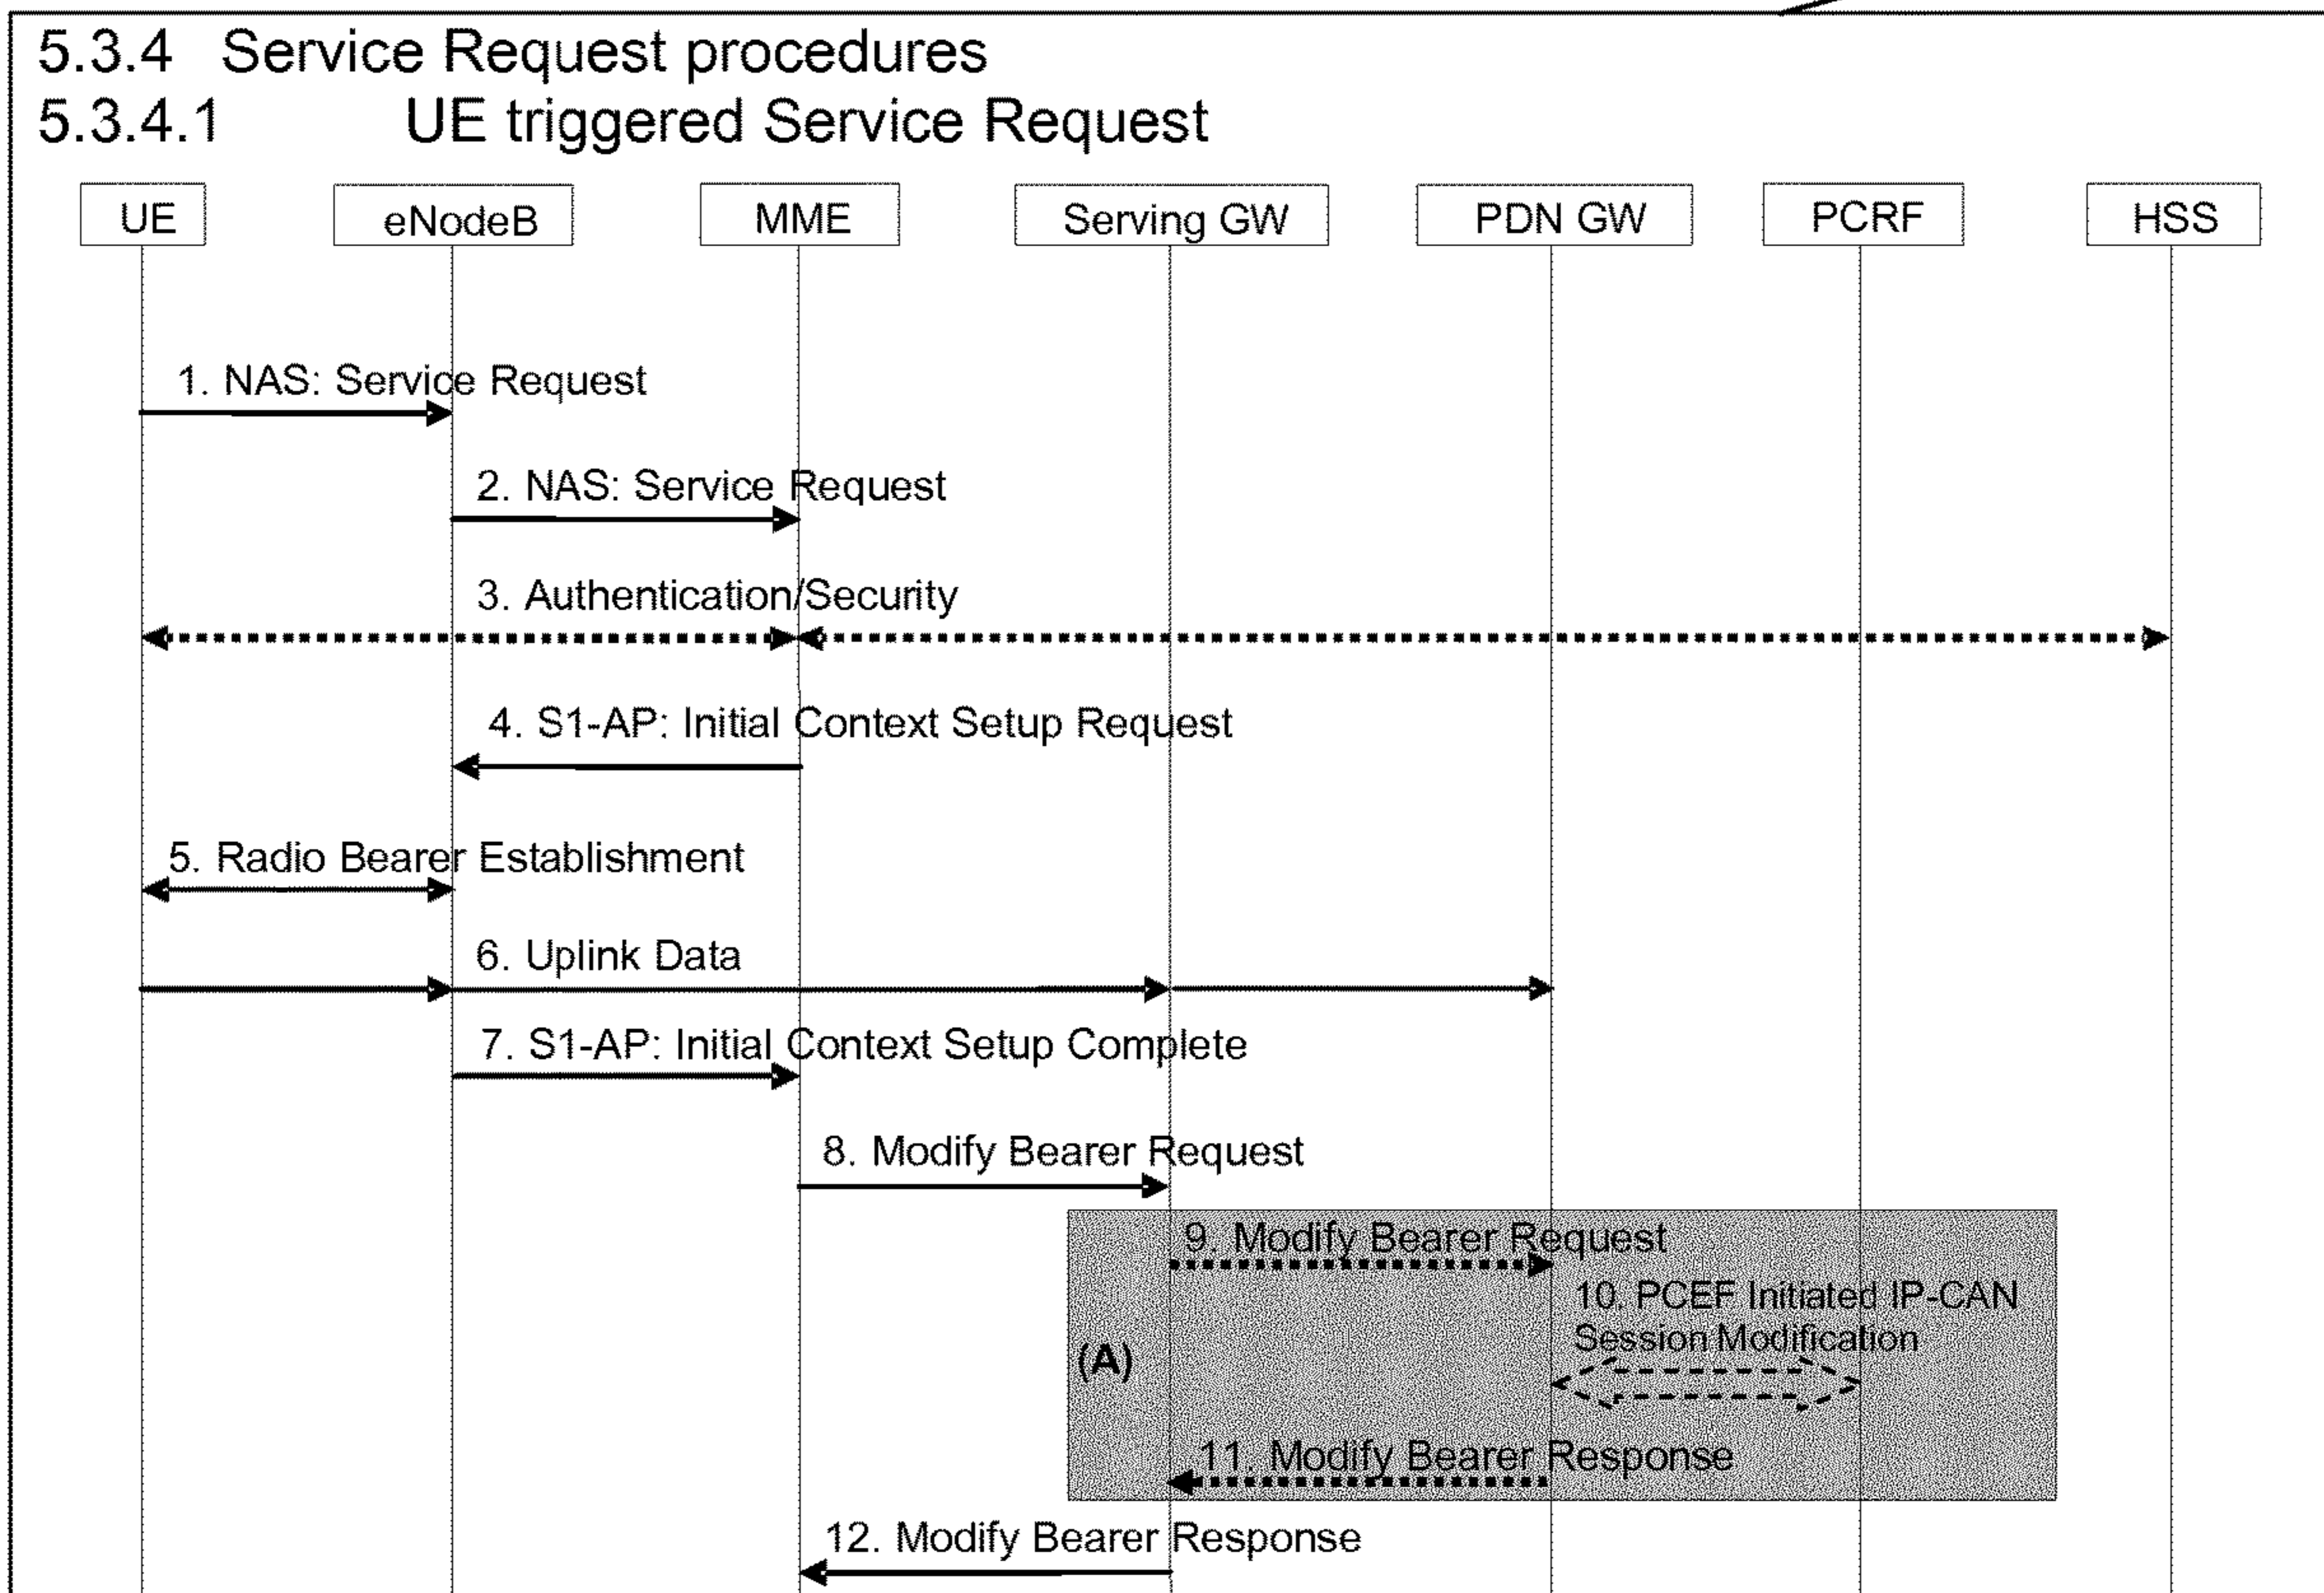 5.3.4 Service Request procedures
5.3.4.1 UE triggered Service Request
UE eNodeB MME Serving GW PDN GW PCRF HSS
1. NAS: Service Request
2. NAS: Service Request
3. Authentication/Security
4. S1-AP: Initial Context Setup Request
5. Radio Bearer Establishment
6. Uplink Data
7. S1-AP: Initial Context Setup Complete
8. Modify Bearer Request
9. Modify Bearer Request
10. PCEF Initiated IP-CAN
Session Modification
(A)
11. Modify Bearer Response
12. Modify Bearer Response